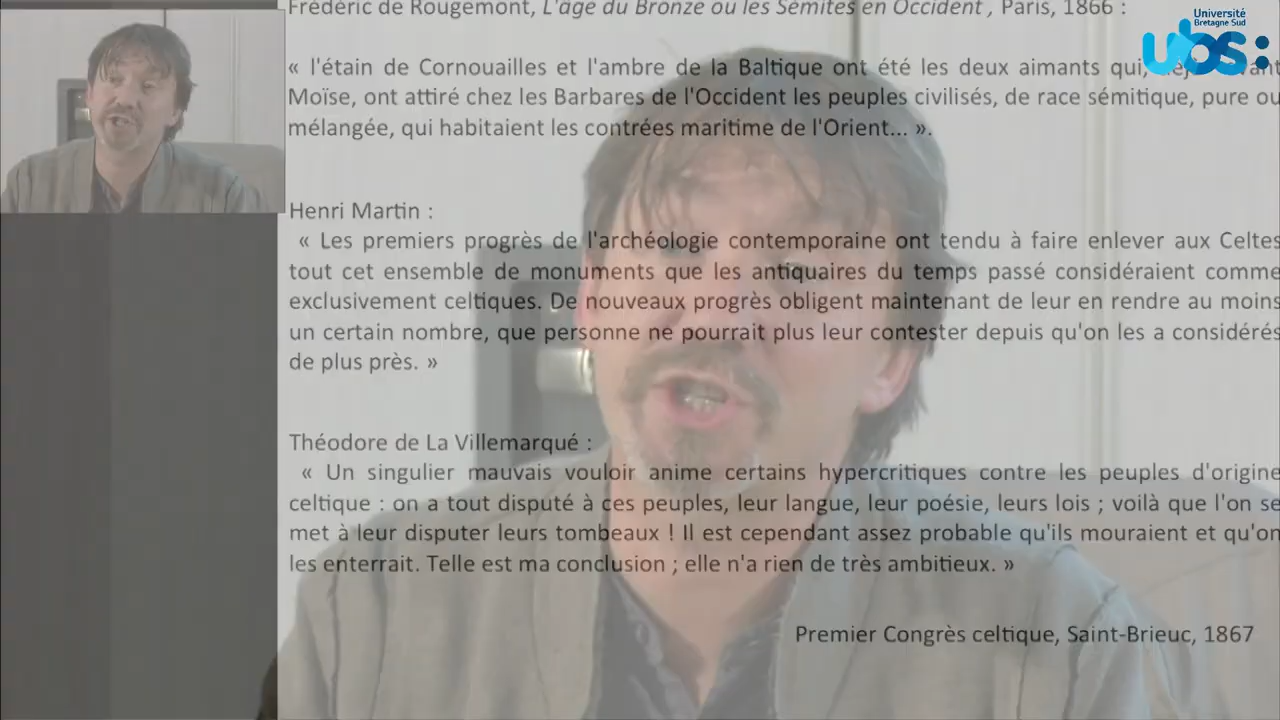 Frédéric de Rougemont, L'âge du Bronze ou les Sémites en Occident , Paris, 1866 :
Université
Bretagne Sud
ubs:
« l'étain de Cornouailles et l'ambre de la Baltique ont été les deux aimants qui,
Moïse, ont attiré chez les Barbares de l'Occident les peuples civilisés, de race sémitique, pure ou
mélangée, qui habitaient les contrées maritime de l'Orient... ».
Henri Martin :
« Les premiers progrès de l'archéologie contemporaine ont tendu à faire enlever aux Celtes
tout cet ensemble de monuments que les antiquaires du temps passé considéraient comme
exclusivement celtiques. De nouveaux progrès obligent maintenant de leur en rendre au moins
un certain nombre, que personne ne pourrait plus leur contester depuis qu'on les a considérés
de plus près. »
Théodore de La Villemarqué :
« Un singulier mauvais vouloir anime certains hypercritiques contre les peuples d'origine
celtique : on a tout disputé à ces peuples, leur langue, leur poésie, leurs lois ; voilà que l'on se
met à leur disputer leurs tombeaux ! Il est cependant assez probable qu'ils mouraient et qu'on
les enterrait. Telle est ma conclusion ; elle n'a rien de très ambitieux. »
Premier Congrès celtique, Saint-Brieuc, 1867